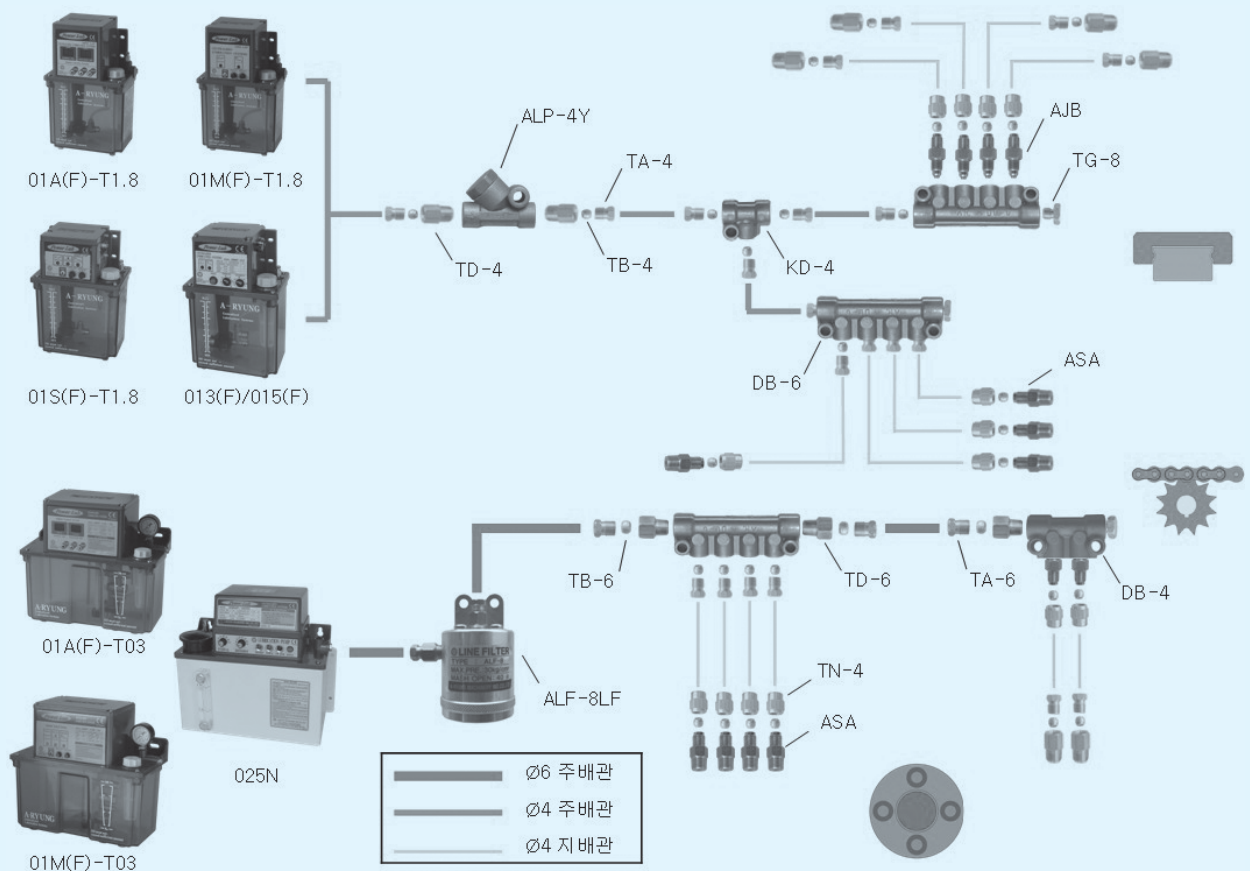 01A(F)-T1.8
01M(F)-T1.8
01S(F)-T1.8
013(F)/015(F)
A-RYUNG
A-RYUNG
A-RYUNG
ALP-4Y
TA-4
TD-4
TB-4
KD-4
AJB
TG-8
DB-6
ASA
01A(F)-T03
A-RYUNG
025N
01M(F)-T03
A-RYUNG
LINE FILTER
TYPE : ALF-8
ALF-8LF
TB-6
TD-6
TA-6
DB-4
TN-4
ASA
Ø6 주배관
Ø4 주배관
Ø4 지배관